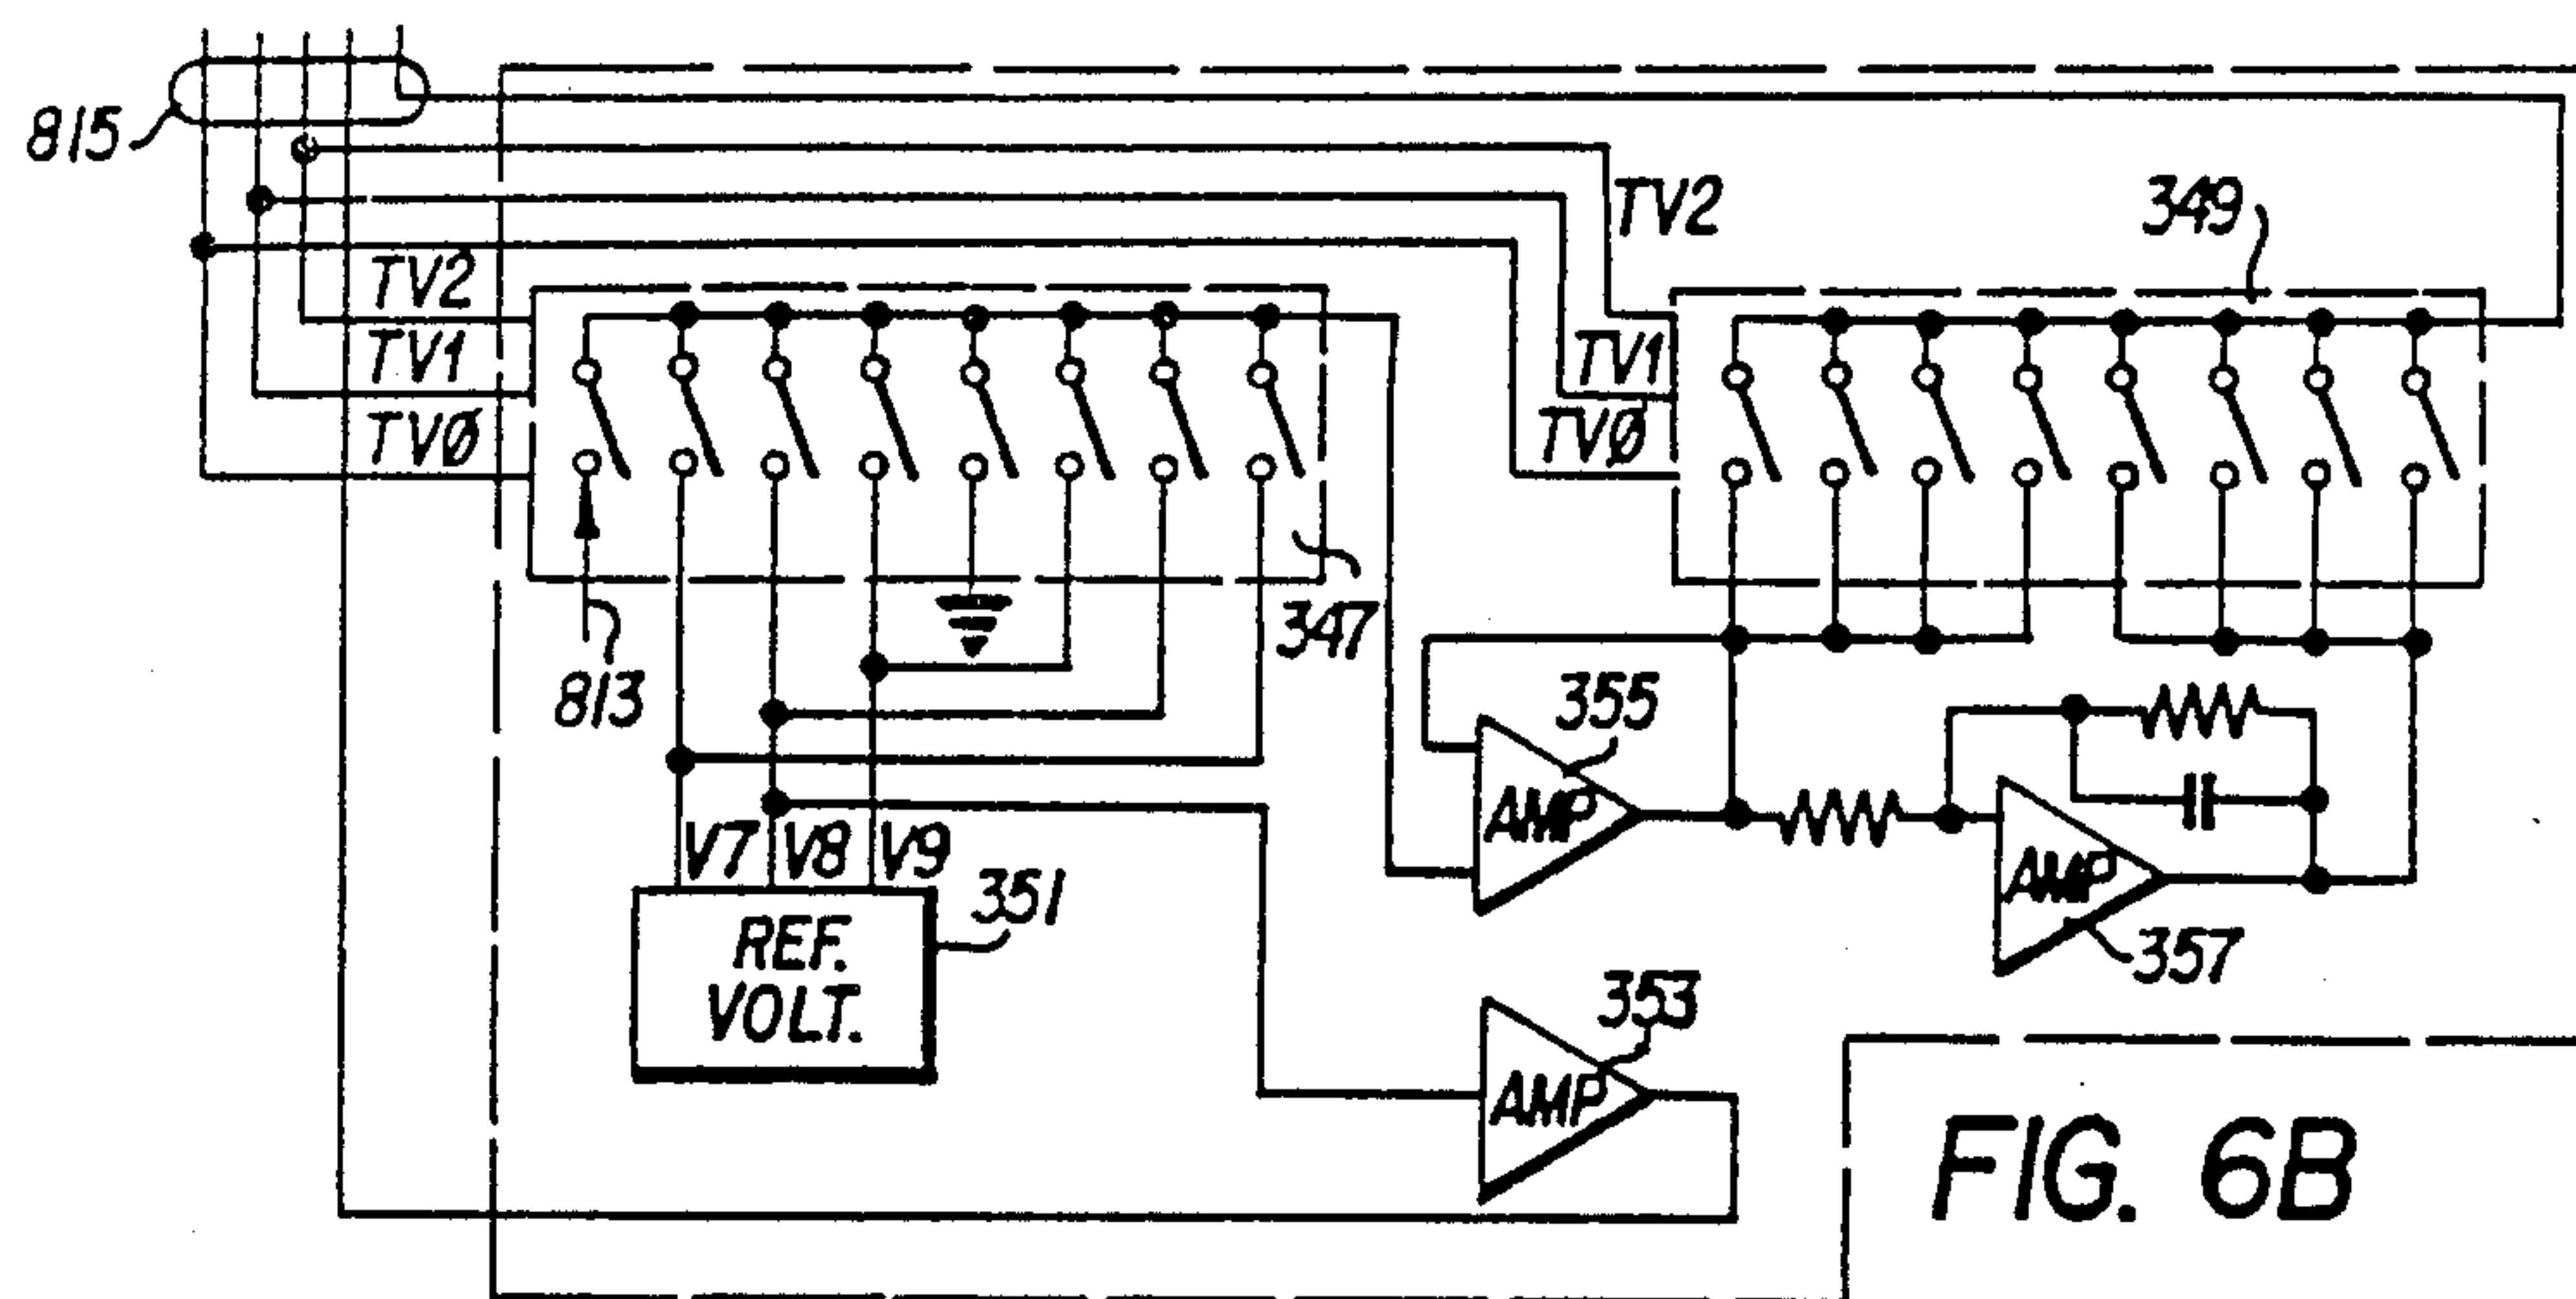 815
TV2
349
TV2
TV1
TV1
TVØ
TVØ
347
813
355
V7 V8 V9
AMP
351
AMP
REF.
VOLT.
357
353
AMP
FIG. 6B